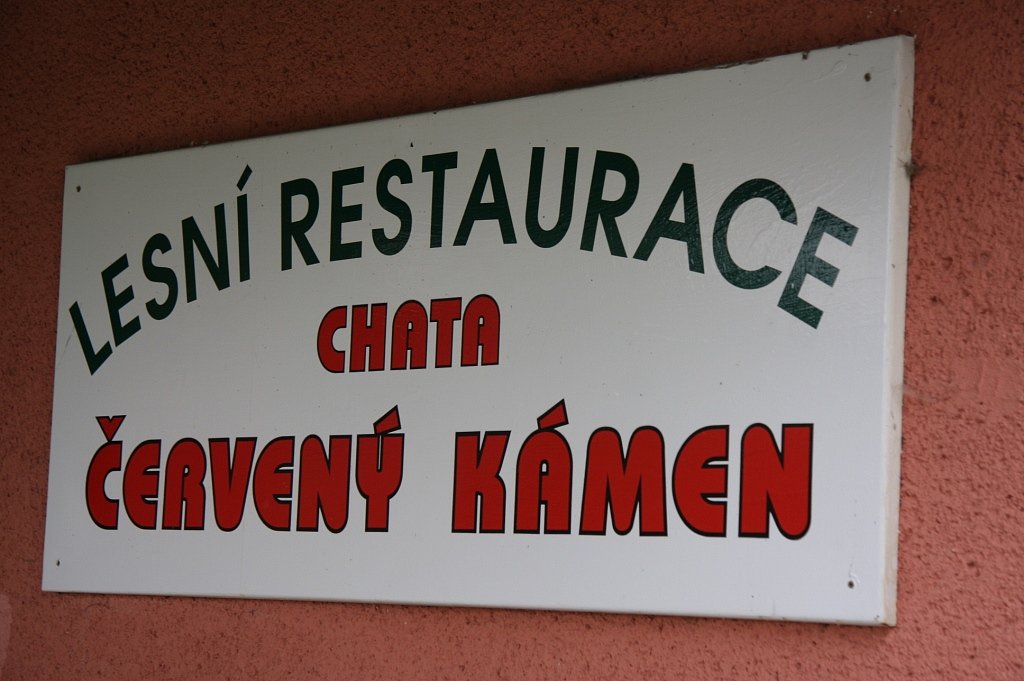 LESNÍ RESTAURACE
CHATA
ČERVENÝ KÁMEN